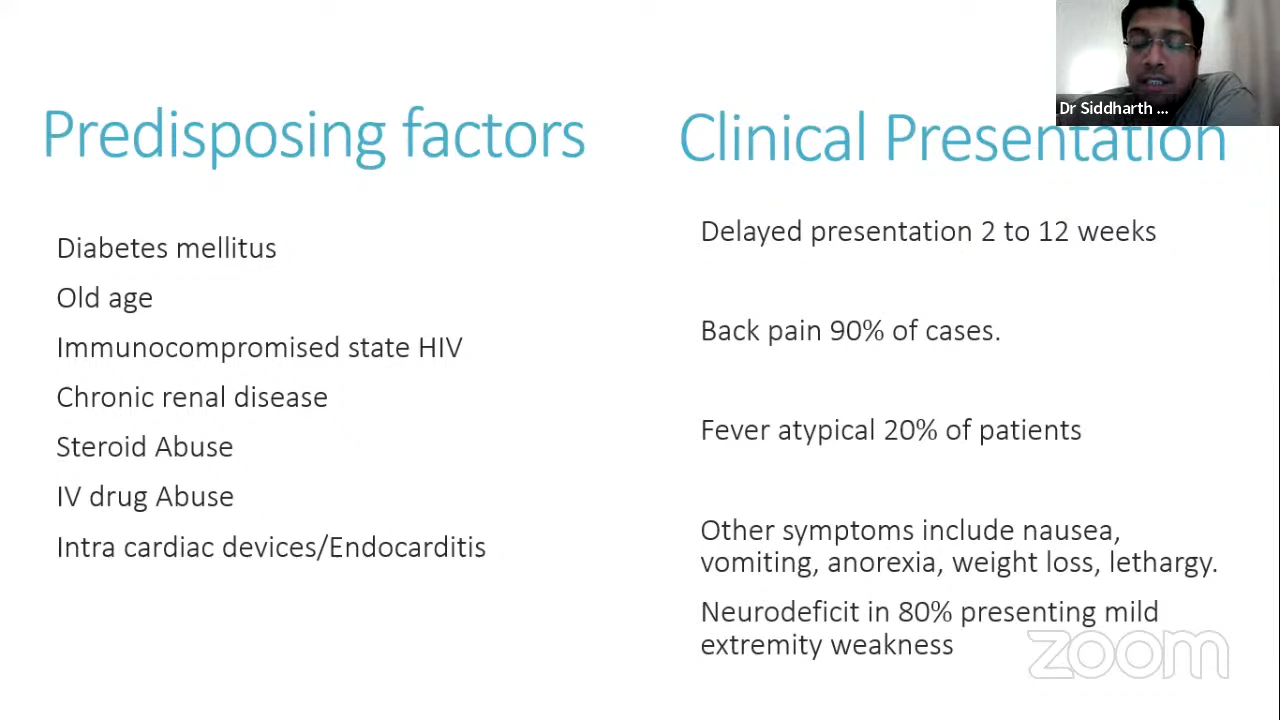 Dr Siddharth ...
Predisposing factors
Diabetes mellitus
Old age
Immunocompromised state HIV
Chronic renal disease
Steroid Abuse
IV drug Abuse
Intra cardiac devices/Endocarditis
Clinical Presentation
Delayed presentation 2 to 12 weeks
Back pain 90% of cases.
Fever atypical 20% of patients
Other symptoms include nausea,
vomiting, anorexia, weight loss, lethargy.
Neurodeficit in 80% presenting mild
extremity weakness
zoom